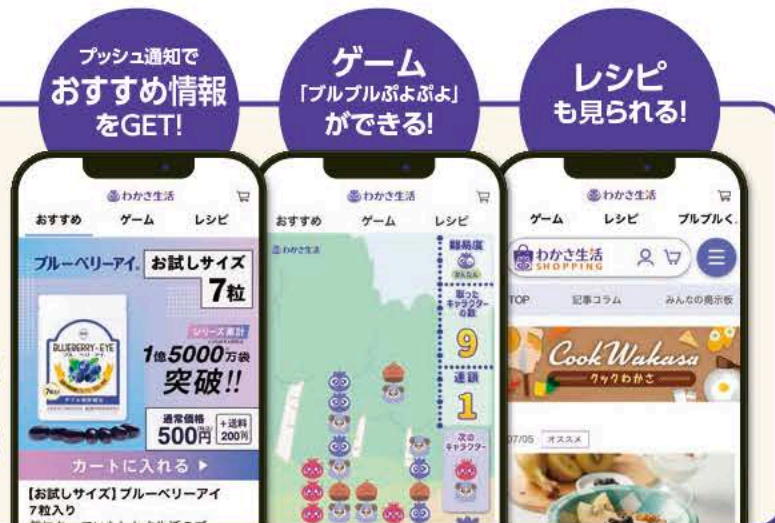 プッシュ通知で
おすすめ情報
をGET!
ゲーム
「ブルブルぷよぷよ」
ができる!
レシピ
も見られる!
わかさ生活
おすすめ ゲーム レシピ
ブルーベリーアイ® お試しサイズ
7粒
BLUEBERRY-EYE
シリーズ累計
1億5000万袋
突破!!
通常価格
500円
+送料
200円
カートに入れる ▶
【お試しサイズ】ブルーベリーアイ
7粒入り
わかさ生活
おすすめ ゲーム レシピ
わかさ生活
難易度
かんたん
取った
キャラクター
の数
9
連鎖
1
次の
キャラクター
わかさ生活
ゲーム レシピ ブルブルく.
わかさ生活
SHOPPING
TOP 記事コラム みんなの掲示板
Cook Wakasa
クックわかさ
07/05 オススメ